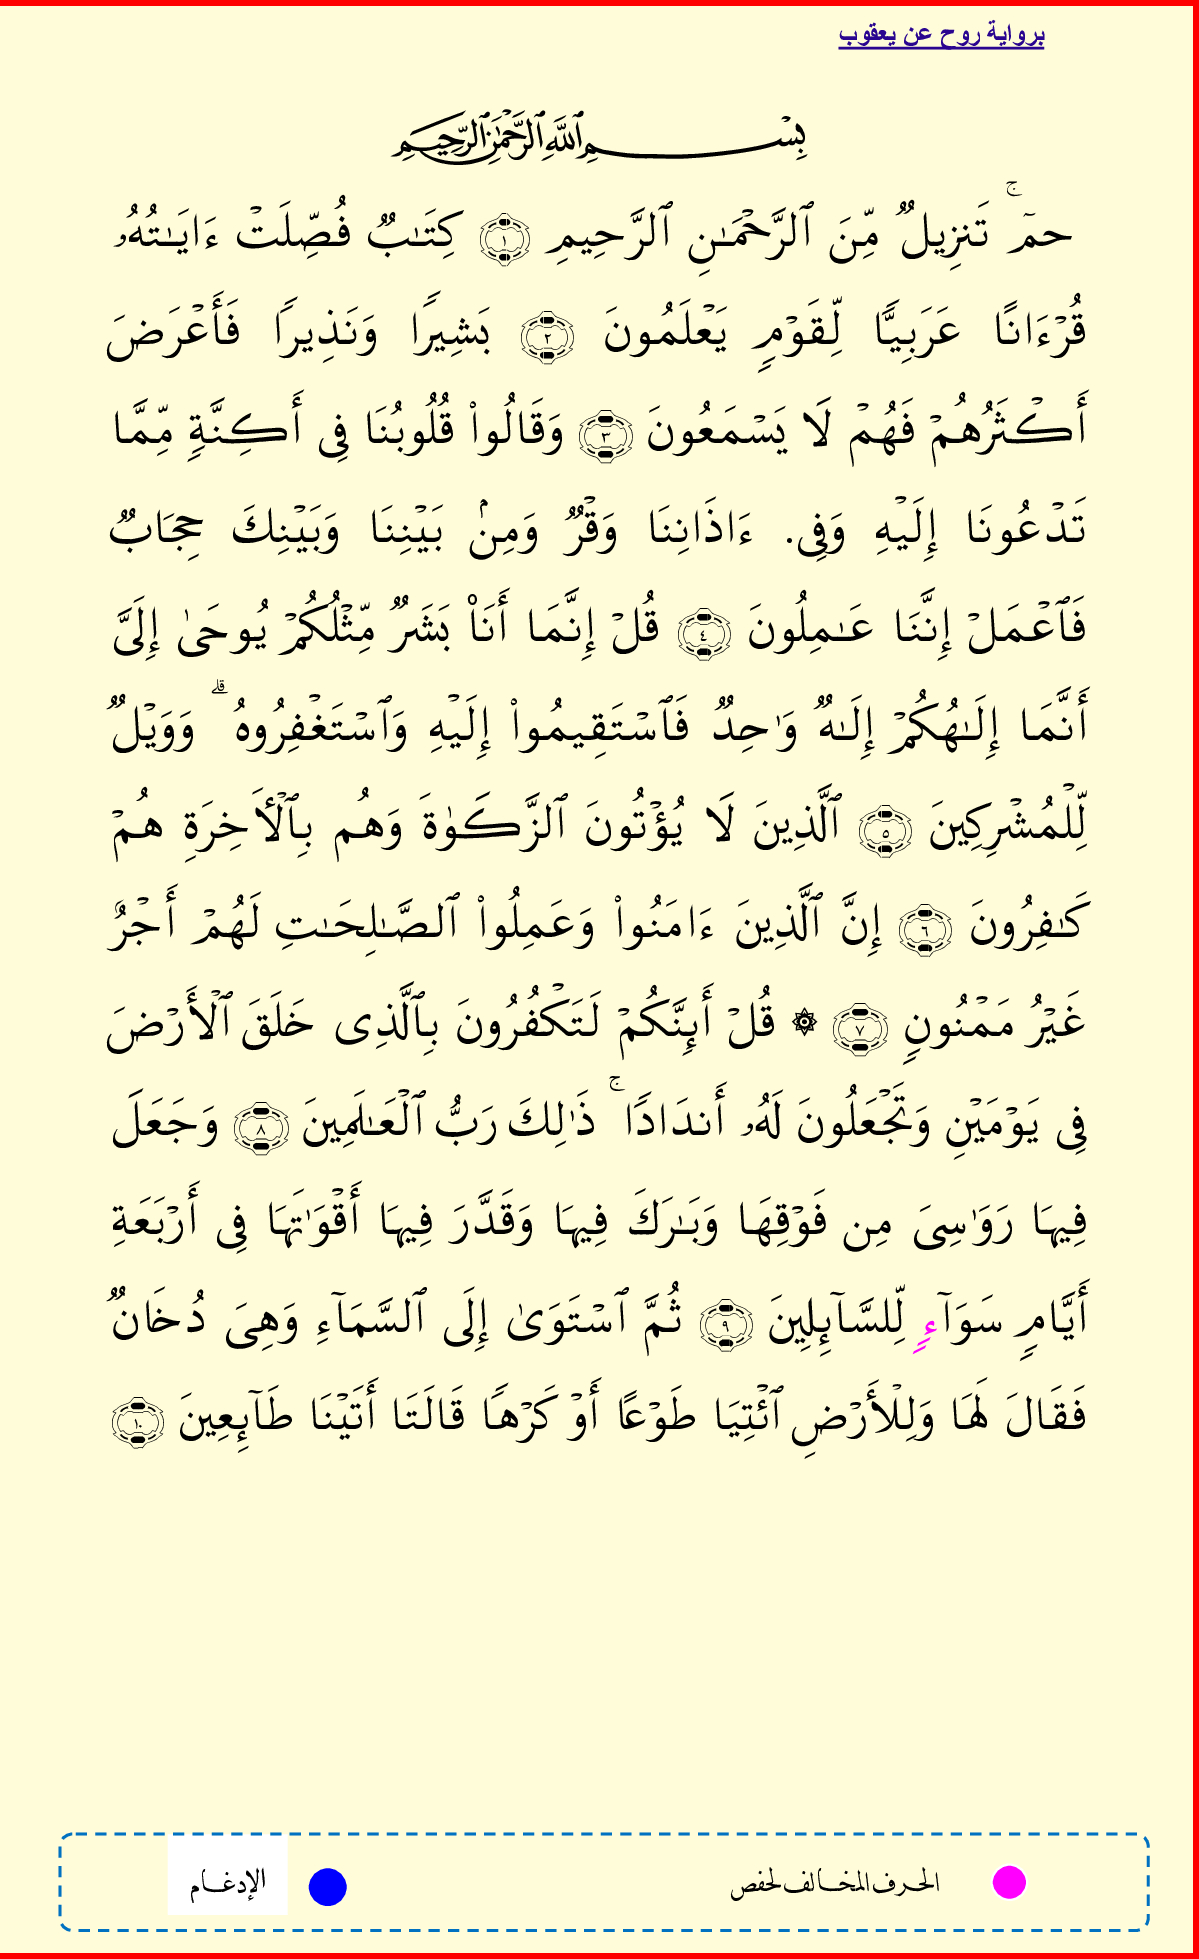 برواية روح عن يعقوب
بِسْمِ ٱللَّهِ ٱلرَّحْمَٰنِ ٱلرَّحِيمِ
حمٓ ۚ تَنزِيلٌ مِّنَ ٱلرَّحْمَٰنِ ٱلرَّحِيمِ ١ كِتَٰبٌ فُصِّلَتْ ءَايَٰتُهُۥ
قُرْءَانًا عَرَبِيًّا لِّقَوْمٍ يَعْلَمُونَ ٢ بَشِيرًا وَنَذِيرًا فَأَعْرَضَ
أَكْثَرُهُمْ فَهُمْ لَا يَسْمَعُونَ ٣ وَقَالُوا۟ قُلُوبُنَا فِى أَكِنَّةٍ مِّمَّا
تَدْعُونَا إِلَيْهِ وَفِى. ءَاذَانِنَا وَقْرٌ وَمِنۢ بَيْنِنَا وَبَيْنِكَ حِجَابٌ
فَٱعْمَلْ إِنَّنَا عَٰمِلُونَ ٤ قُلْ إِنَّمَا أَنَا۠ بَشَرٌ مِّثْلُكُمْ يُوحَىٰ إِلَىَّ
أَنَّمَا إِلَٰهُكُمْ إِلَٰهٌ وَٰحِدٌ فَٱسْتَقِيمُوا۟ إِلَيْهِ وَٱسْتَغْفِرُوهُ ۗ وَوَيْلٌ
لِّلْمُشْرِكِينَ ٥ ٱلَّذِينَ لَا يُؤْتُونَ ٱلزَّكَوٰةَ وَهُم بِٱلْأَخِرَةِ هُمْ
كَٰفِرُونَ ٦ إِنَّ ٱلَّذِينَ ءَامَنُوا۟ وَعَمِلُوا۟ ٱلصَّٰلِحَٰتِ لَهُمْ أَجْرٌ
غَيْرُ مَمْنُونٍ ٧ ۞ قُلْ أَئِنَّكُمْ لَتَكْفُرُونَ بِٱلَّذِى خَلَقَ ٱلْأَرْضَ
فِى يَوْمَيْنِ وَتَجْعَلُونَ لَهُۥ أَندَادًا ۚ ذَٰلِكَ رَبُّ ٱلْعَٰلَمِينَ ٨ وَجَعَلَ
فِيهَا رَوَٰسِىَ مِن فَوْقِهَا وَبَٰرَكَ فِيهَا وَقَدَّرَ فِيهَا أَقْوَٰتَهَا فِى أَرْبَعَةِ
أَيَّامٍ سَوَآءٍ لِّلسَّآئِلِينَ ٩ ثُمَّ ٱسْتَوَىٰ إِلَى ٱلسَّمَآءِ وَهِىَ دُخَانٌ
فَقَالَ لَهَا وَلِلْأَرْضِ ٱئْتِيَا طَوْعًا أَوْ كَرْهًا قَالَتَا أَتَيْنَا طَآئِعِينَ ١٠
الحرف المخالف لحفص
الإدغام